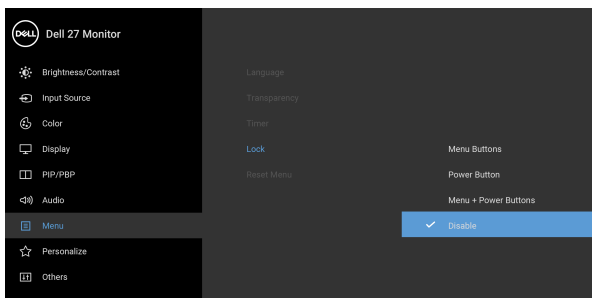 DELL Dell 27 Monitor
Brightness/Contrast
Language
Input Source
Transparency
Color
Timer
Display
Lock
Menu Buttons
PIP/PBP
Reset Menu
Power Button
Audio
Menu + Power Buttons
Menu
Disable
Personalize
Others